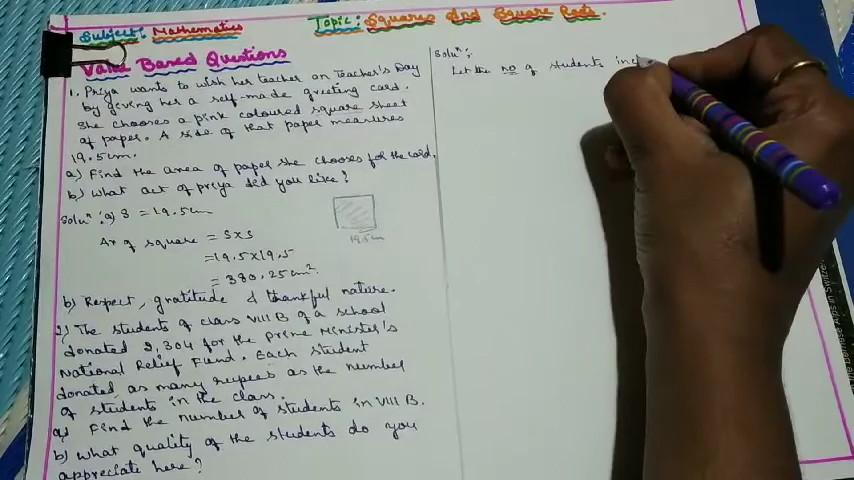 Subject: Mathematics
Topic: Squares And Square Roots.
Value Based Questions
1. Priya wants to wish her teacher on Teacher's Day
by giving her a self-made greeting card.
She chooses a pink coloured square sheet
of paper. A side of that paper measures
19.5cm.
a) Find the area of paper she chooses for the card.
b) What act of priya did you like?
Soluⁿ: a) S = 19.5cm
19.5cm
Ar of square = S×S
= 19.5×19.5
= 380.25cm².
b) Respect, gratitude & thankful nature.
2) The students of class VIII B of a school
donated 2,304 for the Prime Minister's
National Relief Fund. Each student
donated as many rupees as the number
of students in the class.
a) Find the number of students in VIII B.
b) What quality of the students do you
appreciate here?
Soluⁿ:
Let the no of students in